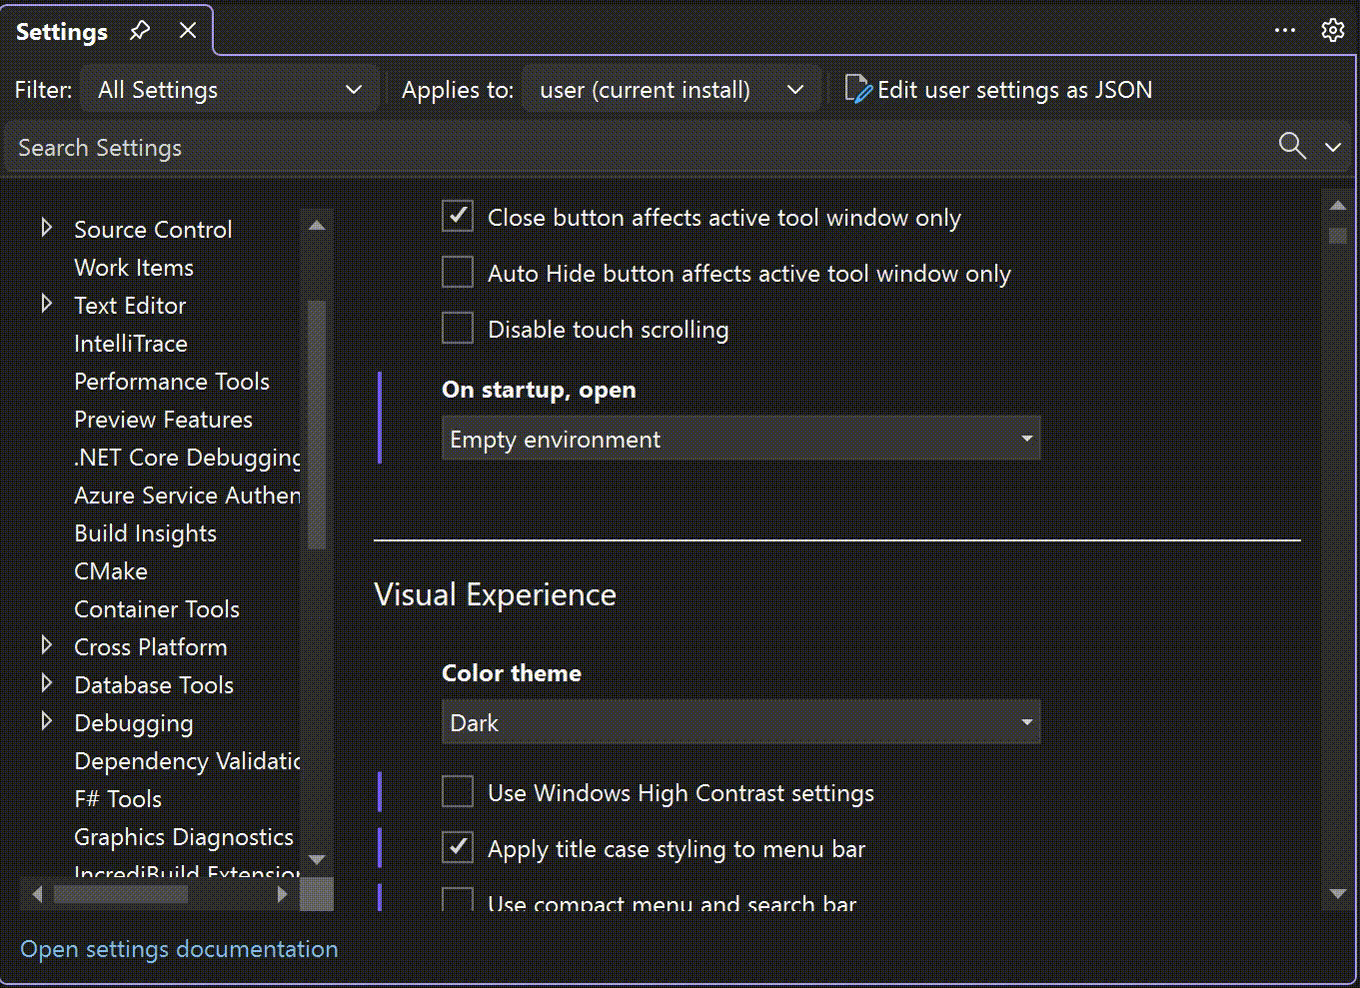 Settings
Filter: All Settings Applies to: user (current install) Edit user settings as JSON
Search Settings
Source Control
Work Items
Text Editor
IntelliTrace
Performance Tools
Preview Features
.NET Core Debugging
Azure Service Authen
Build Insights
CMake
Container Tools
Cross Platform
Database Tools
Debugging
Dependency Validatio
F# Tools
Graphics Diagnostics
IncrediBuild Extension
Close button affects active tool window only
Auto Hide button affects active tool window only
Disable touch scrolling
On startup, open
Empty environment
Visual Experience
Color theme
Dark
Use Windows High Contrast settings
Apply title case styling to menu bar
Use compact menu and search bar
Open settings documentation